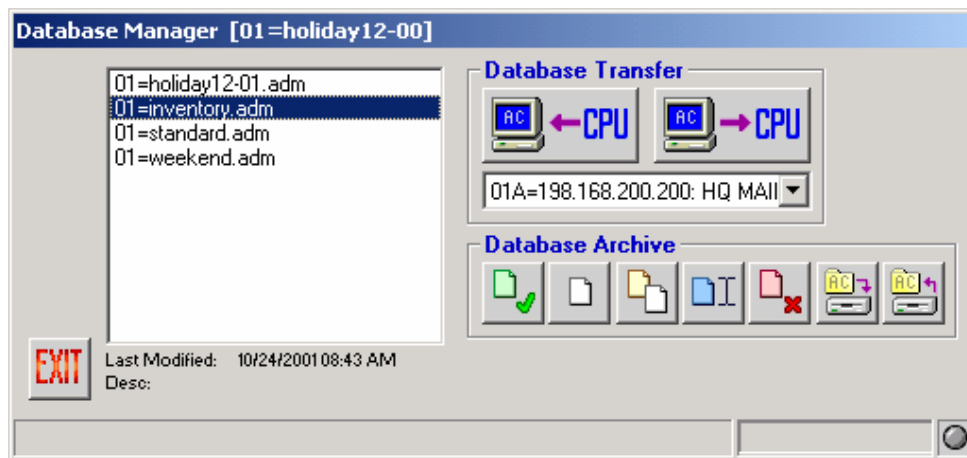 Database Manager [01=holiday12-00]
01=holiday12-01.adm
01=inventory.adm
01=standard.adm
01=weekend.adm
Database Transfer
AC CPU AC CPU
01A=198.168.200.200: HQ MAI
Database Archive
AC AC
EXIT
Last Modified: 10/24/2001 08:43 AM
Desc: